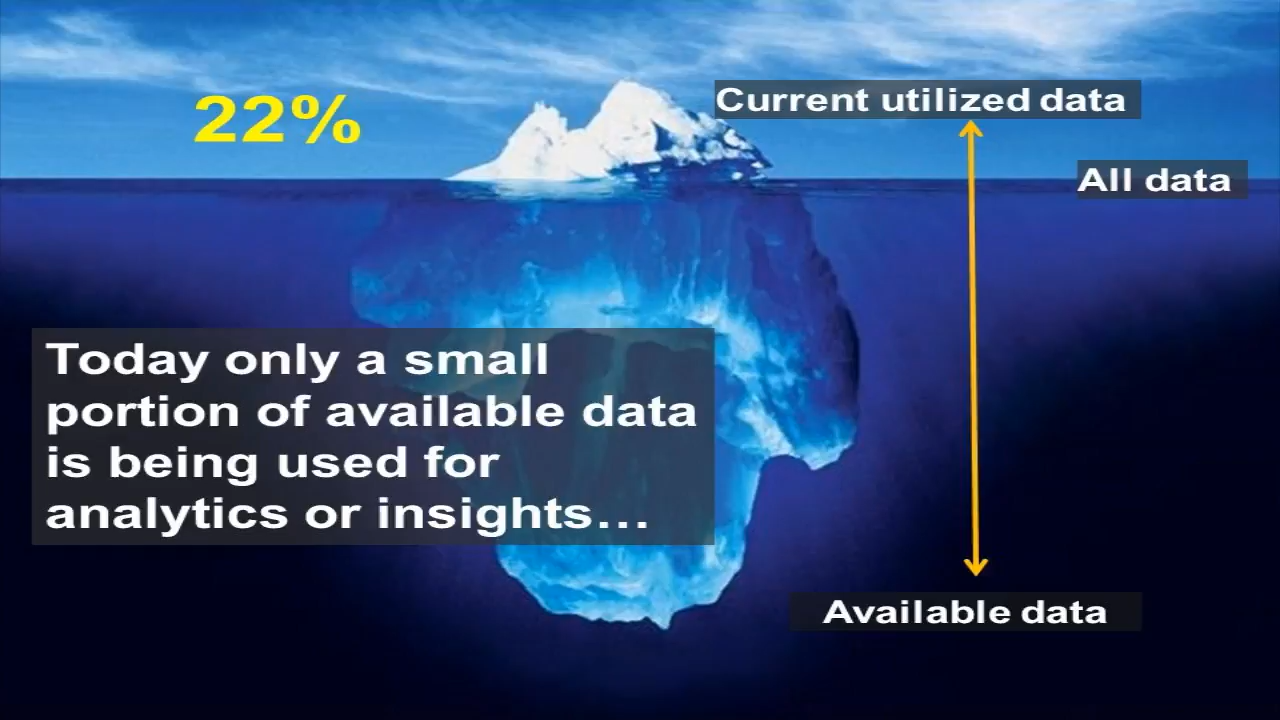 22%
Current utilized data
All data
Today only a small
portion of available data
is being used for
analytics or insights...
Available data